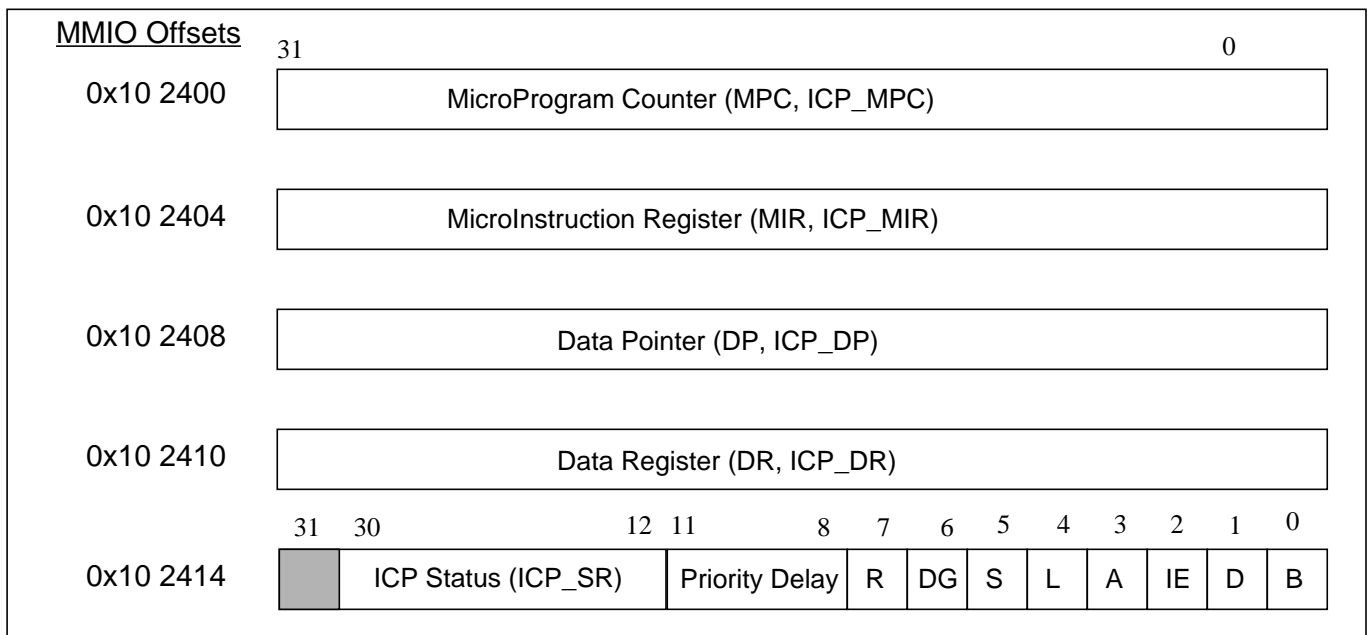 MMIO Offsets
31 0
0x10 2400 MicroProgram Counter (MPC, ICP_MPC)
0x10 2404 MicroInstruction Register (MIR, ICP_MIR)
0x10 2408 Data Pointer (DP, ICP_DP)
0x10 2410 Data Register (DR, ICP_DR)
31 30 12 11 8 7 6 5 4 3 2 1 0
0x10 2414 ICP Status (ICP_SR) Priority Delay R DG S L A IE D B